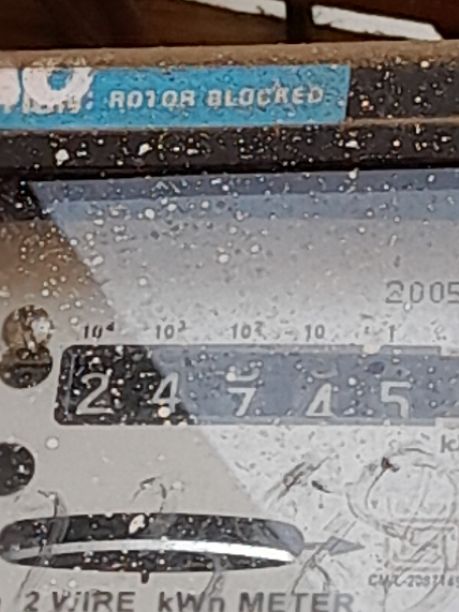 ROTOR BLOCKED
2005
10⁴ 10³ 10² 10 1
2 4 7 4 5
2 WIRE kWh METER